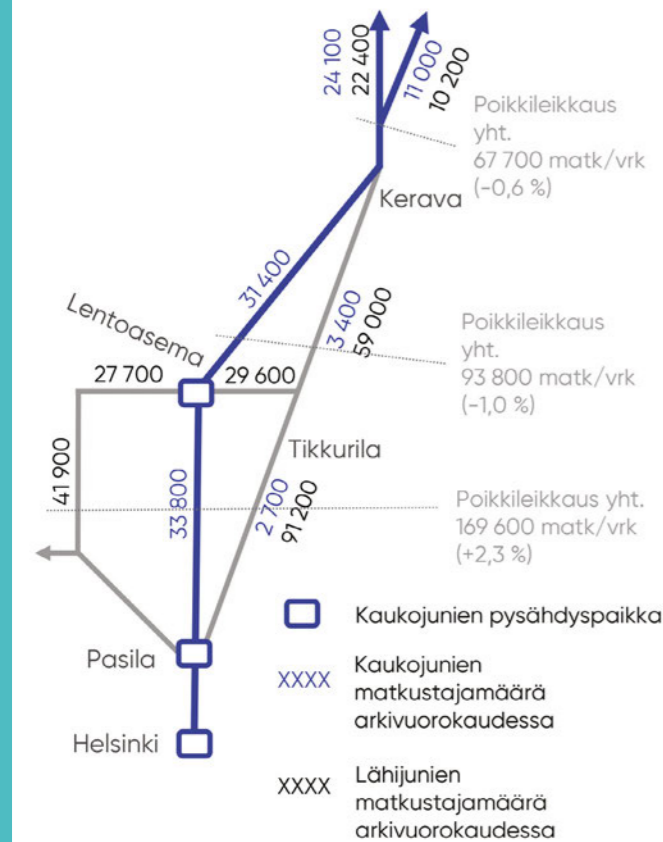 24 100
22 400
11 000
10 200
Poikkileikkaus
yht.
67 700 matk/vrk
(-0,6 %)
Kerava
31 400
3 400
59 000
Poikkileikkaus
yht.
93 800 matk/vrk
(-1,0 %)
Lentoasema
27 700
29 600
41 900
33 800
Tikkurila
2 700
91 200
Poikkileikkaus yht.
169 600 matk/vrk
(+2,3 %)
Pasila
Helsinki
Kaukojunien pysähdyspaikka
XXXX Kaukojunien
matkustajamäärä
arkivuorokaudessa
XXXX Lähijunien
matkustajamäärä
arkivuorokaudessa